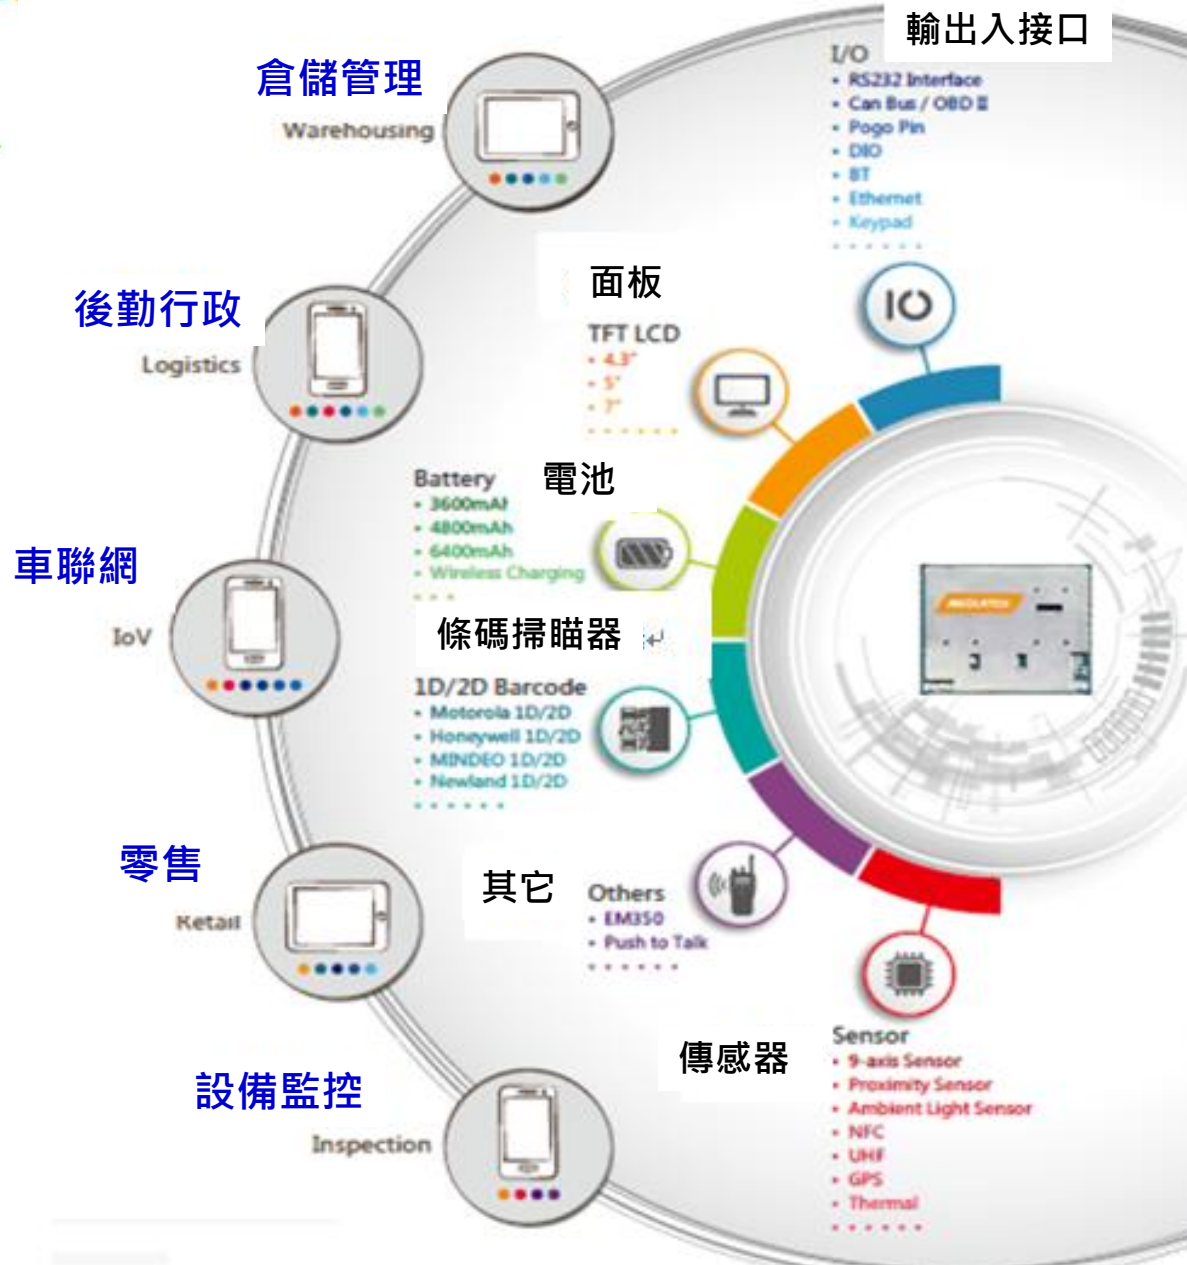 輸出入接口
I/O
• RS232 Interface
• Can Bus / OBD II
• Pogo Pin
• DIO
• BT
• Ethernet
• Keypad
倉儲管理
Warehousing
面板
TFT LCD
• 4.3"
• 5"
• 7"
IO
後勤行政
Logistics
Battery
電池
• 3600mAh
• 4800mAh
• 6400mAh
• Wireless Charging
車聯網
IoV
條碼掃瞄器
1D/2D Barcode
• Motorola 1D/2D
• Honeywell 1D/2D
• MINDEO 1D/2D
• Newland 1D/2D
MEDIATEK
零售
Retail
其它
Others
• EM350
• Push to Talk
傳感器
Sensor
• 9-axis Sensor
• Proximity Sensor
• Ambient Light Sensor
• NFC
• UHF
• GPS
• Thermal
設備監控
Inspection